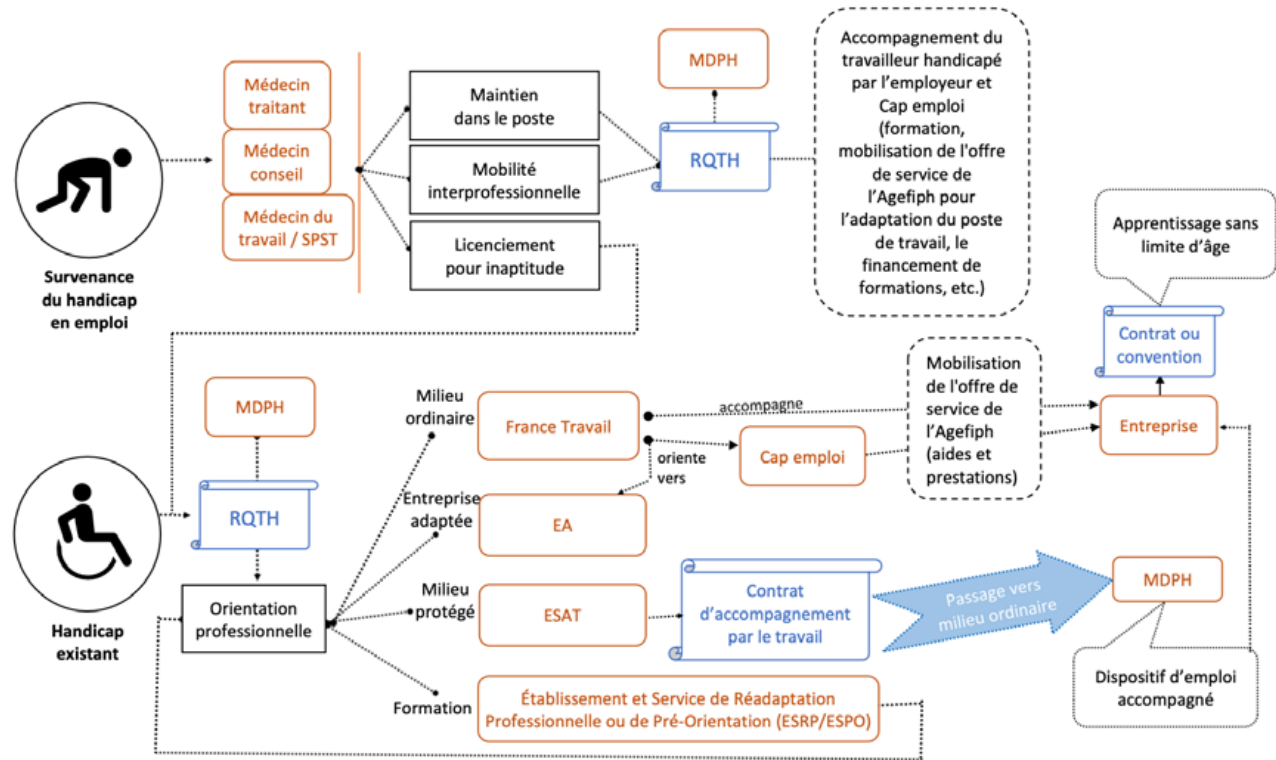 Médecin
traitant
Médecin
conseil
Médecin du
travail / SPST
Survenance
du handicap
en emploi
Maintien
dans le poste
Mobilité
interprofessionnelle
Licenciement
pour inaptitude
MDPH
RQTH
Accompagnement du
travailleur handicapé
par l’employeur et
Cap emploi
(formation,
mobilisation de l'offre
de service de
l’Agefiph pour
l’adaptation du poste
de travail, le
financement de
formations, etc.)
Apprentissage sans
limite d’âge
Contrat ou
convention
Entreprise
MDPH
RQTH
Handicap
existant
Orientation
professionnelle
Milieu
ordinaire
France Travail
accompagne
oriente
vers
Cap emploi
Mobilisation
de l'offre de
service de
l’Agefiph
(aides et
prestations)
Entreprise
adaptée
EA
Milieu
protégé
ESAT
Contrat
d’accompagnement
par le travail
Passage vers
milieu ordinaire
MDPH
Dispositif d’emploi
accompagné
Formation
Établissement et Service de Réadaptation
Professionnelle ou de Pré-Orientation (ESRP/ESPO)